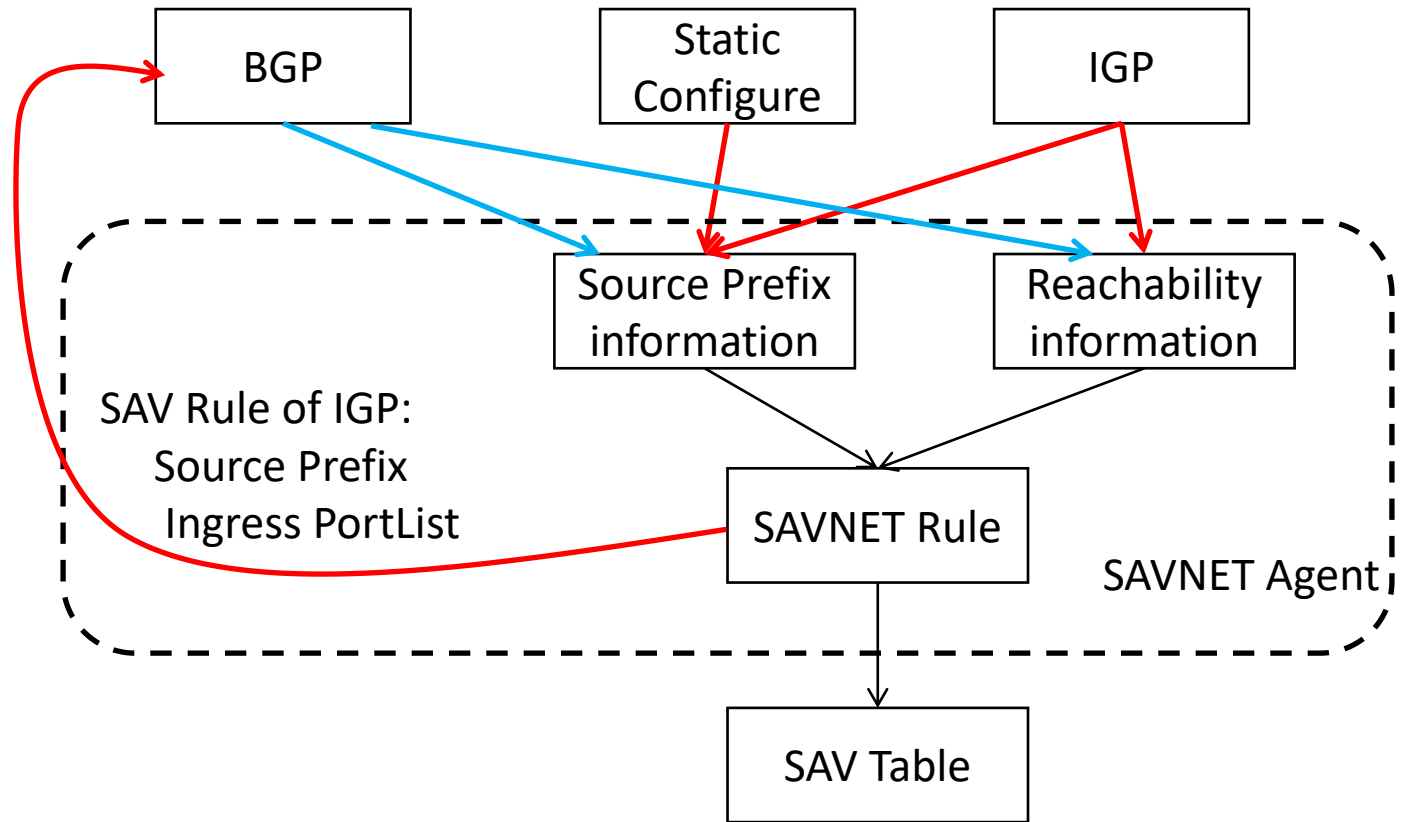 BGP
Static
Configure
IGP
Source Prefix
information
Reachability
information
SAV Rule of IGP:
Source Prefix
Ingress PortList
SAVNET Rule
SAVNET Agent
SAV Table